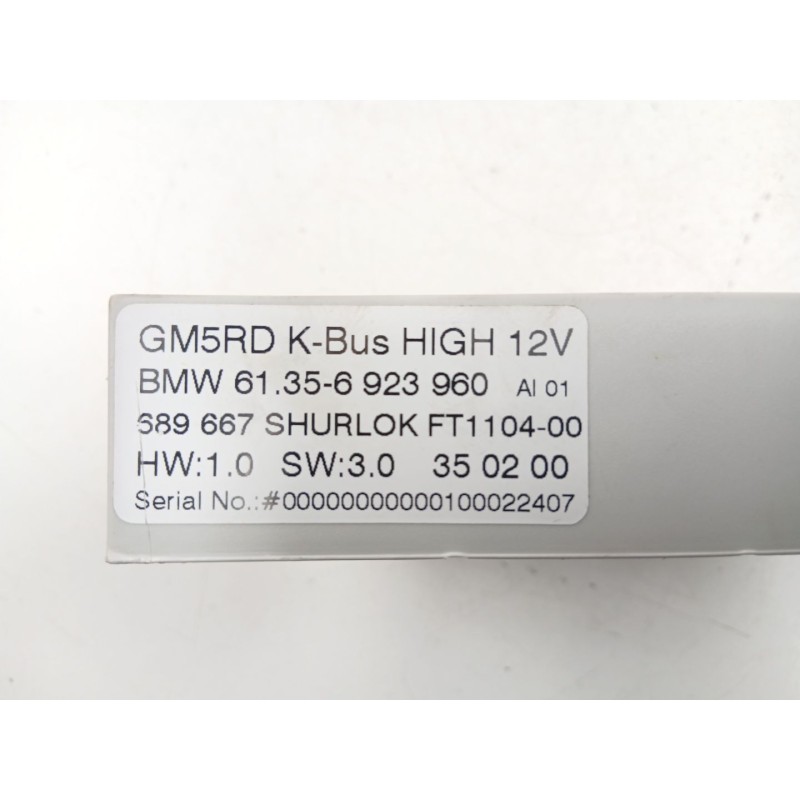 GM5RD K-Bus HIGH 12V
BMW 61.35-6 923 960 AI 01
689 667 SHURLOK FT1104-00
HW:1.0 SW:3.0 35 02 00
Serial No.:#00000000000100022407